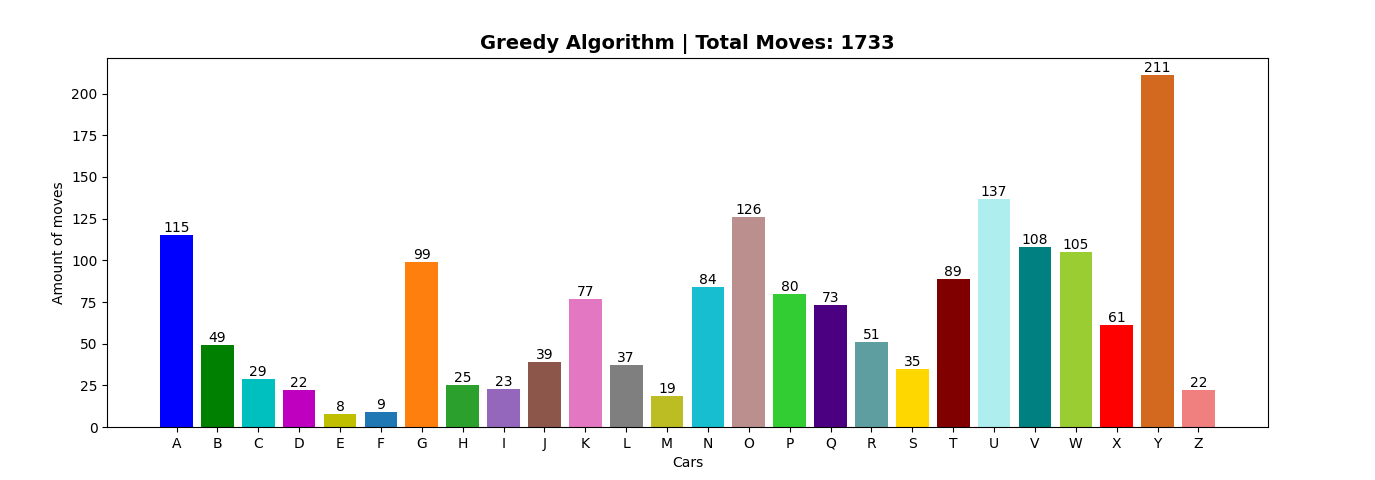 Greedy Algorithm | Total Moves: 1733
Amount of moves
200
175
150
125
100
75
50
25
0
115 49 29 22 8 9 99 25 23 39 77 37 19 84 126 80 73 51 35 89 137 108 105 61 211 22
A B C D E F G H I J K L M N O P Q R S T U V W X Y Z
Cars